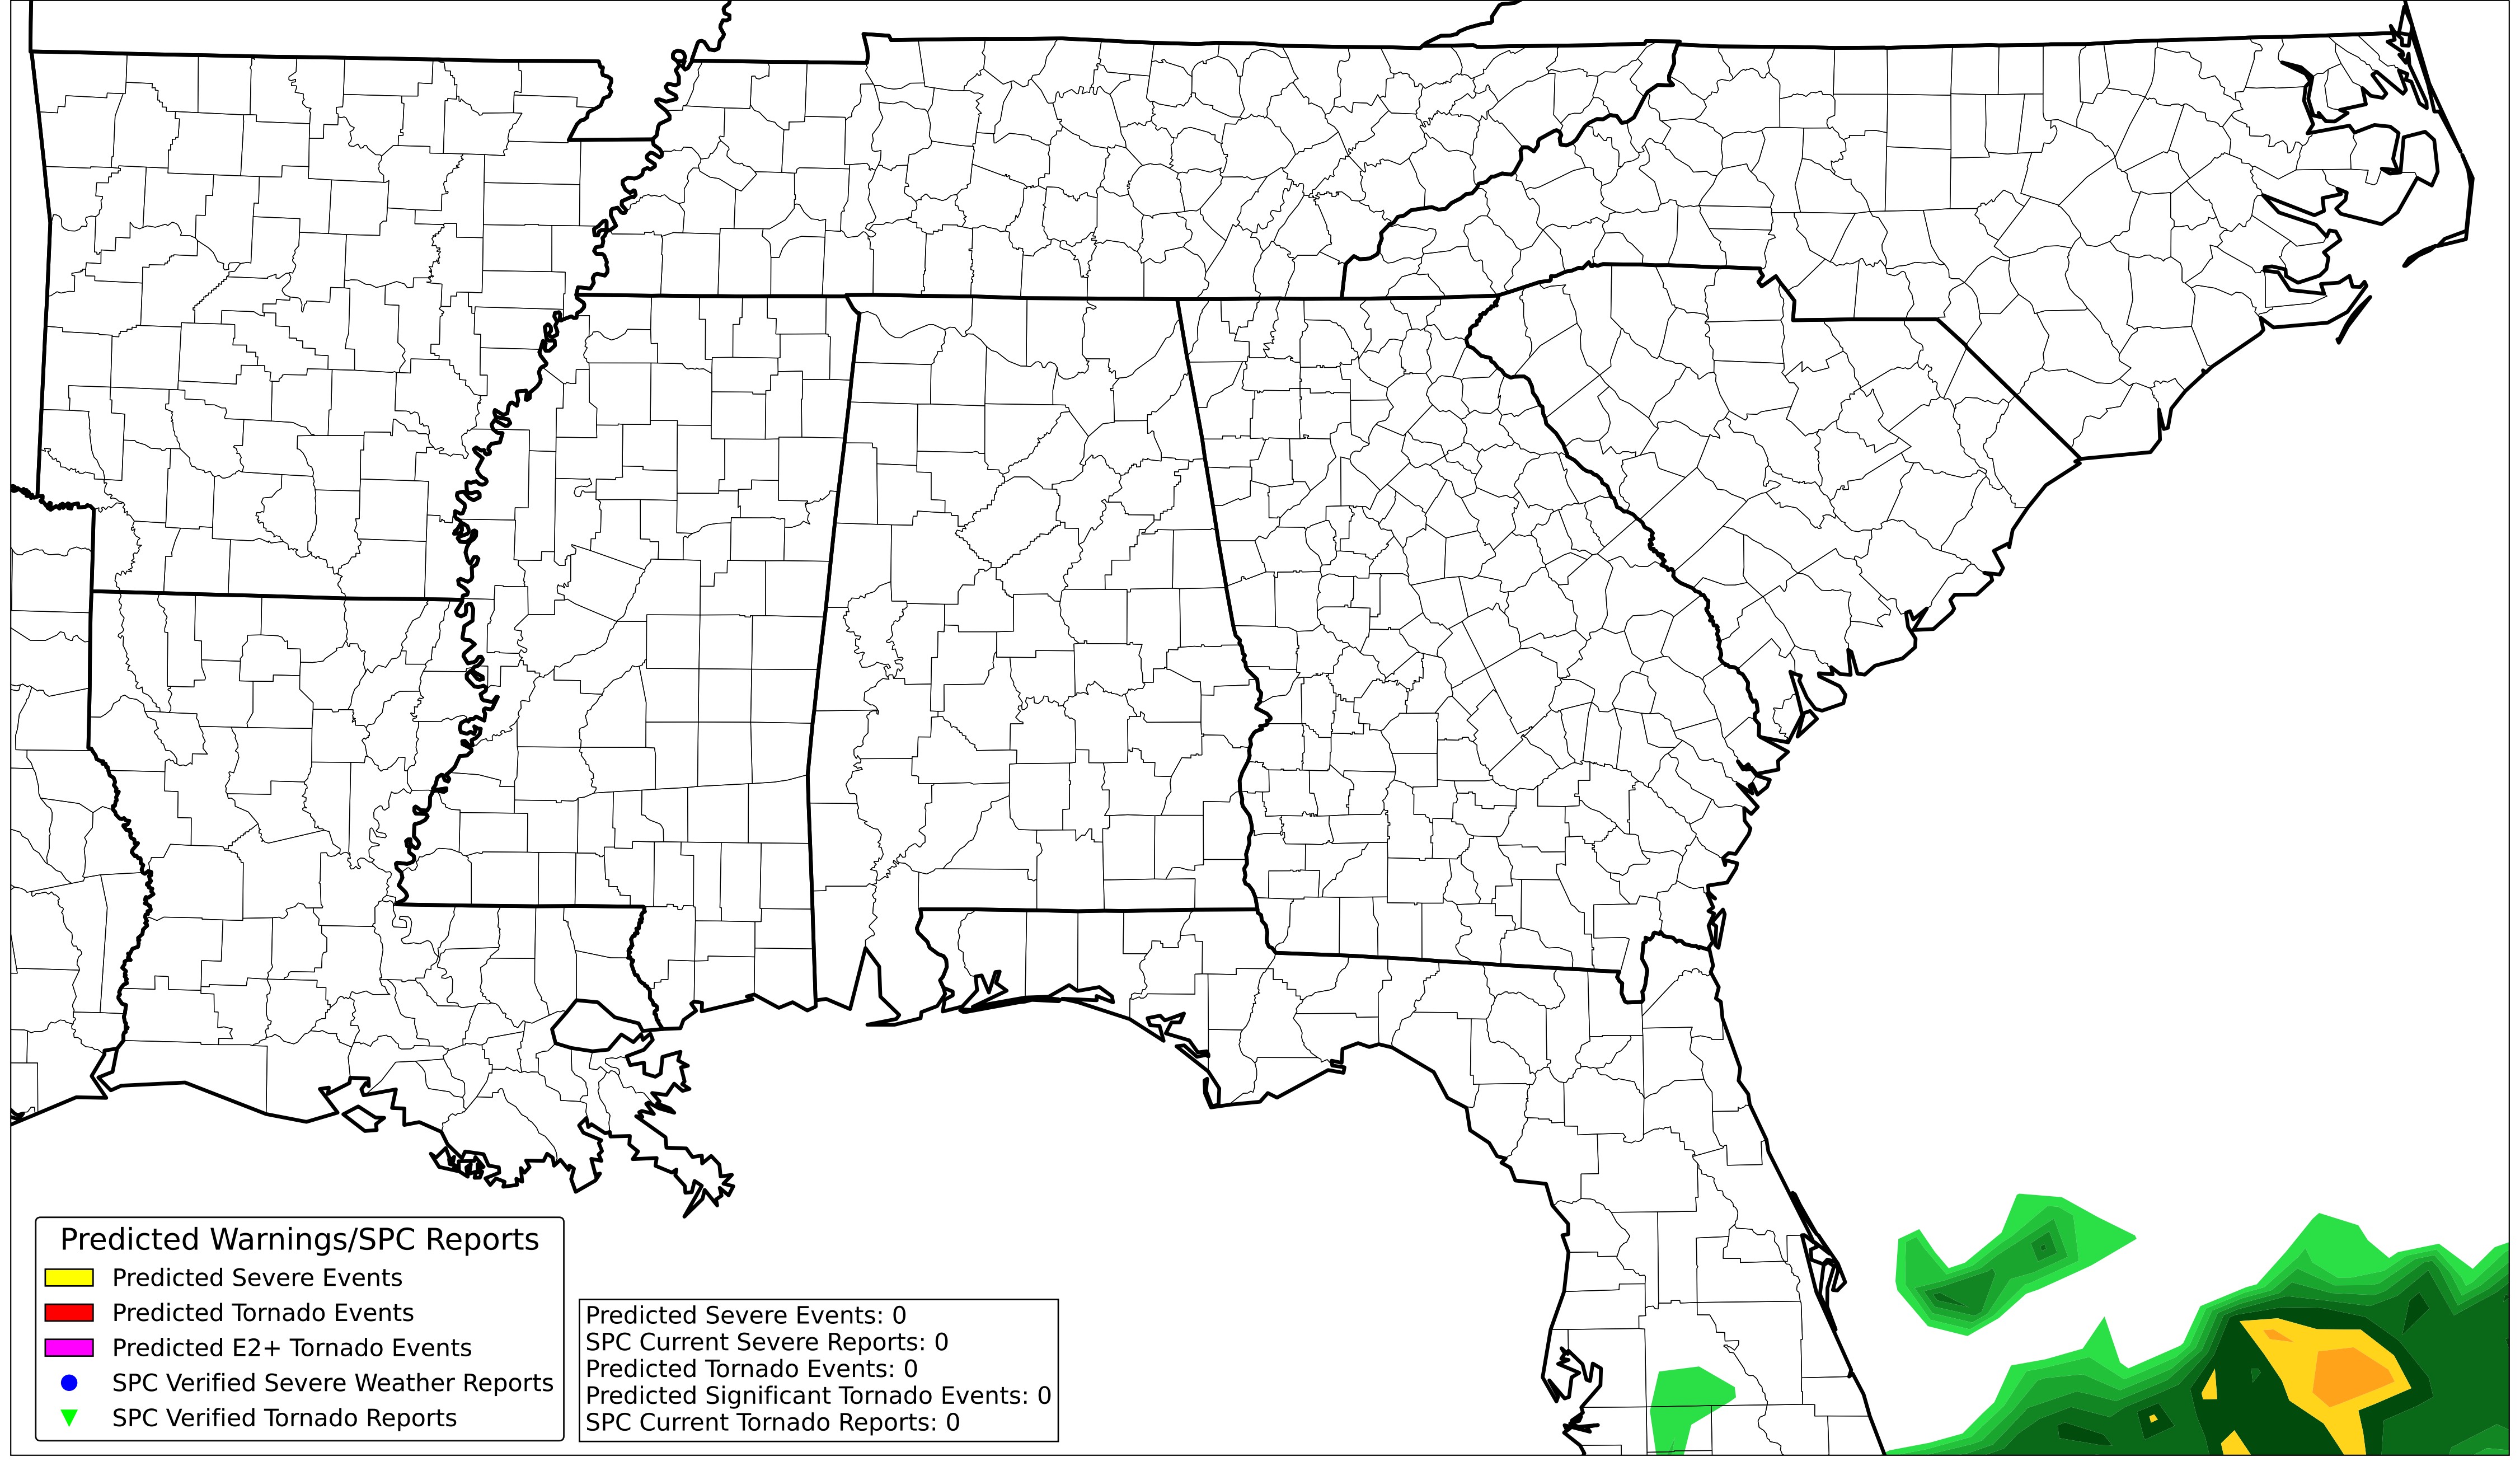 Predicted Warnings/SPC Reports
Predicted Severe Events
Predicted Tornado Events
Predicted E2+ Tornado Events
SPC Verified Severe Weather Reports
SPC Verified Tornado Reports
Predicted Severe Events: 0
SPC Current Severe Reports: 0
Predicted Tornado Events: 0
Predicted Significant Tornado Events: 0
SPC Current Tornado Reports: 0